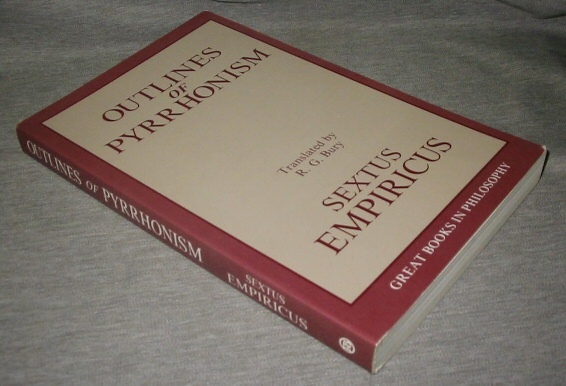 OUTLINES
OF
PYRRHONISM
Translated by
R. G. Bury
SEXTUS
EMPIRICUS
GREAT BOOKS IN PHILOSOPHY
OUTLINES OF PYRRHONISM
SEXTUS
EMPIRICUS